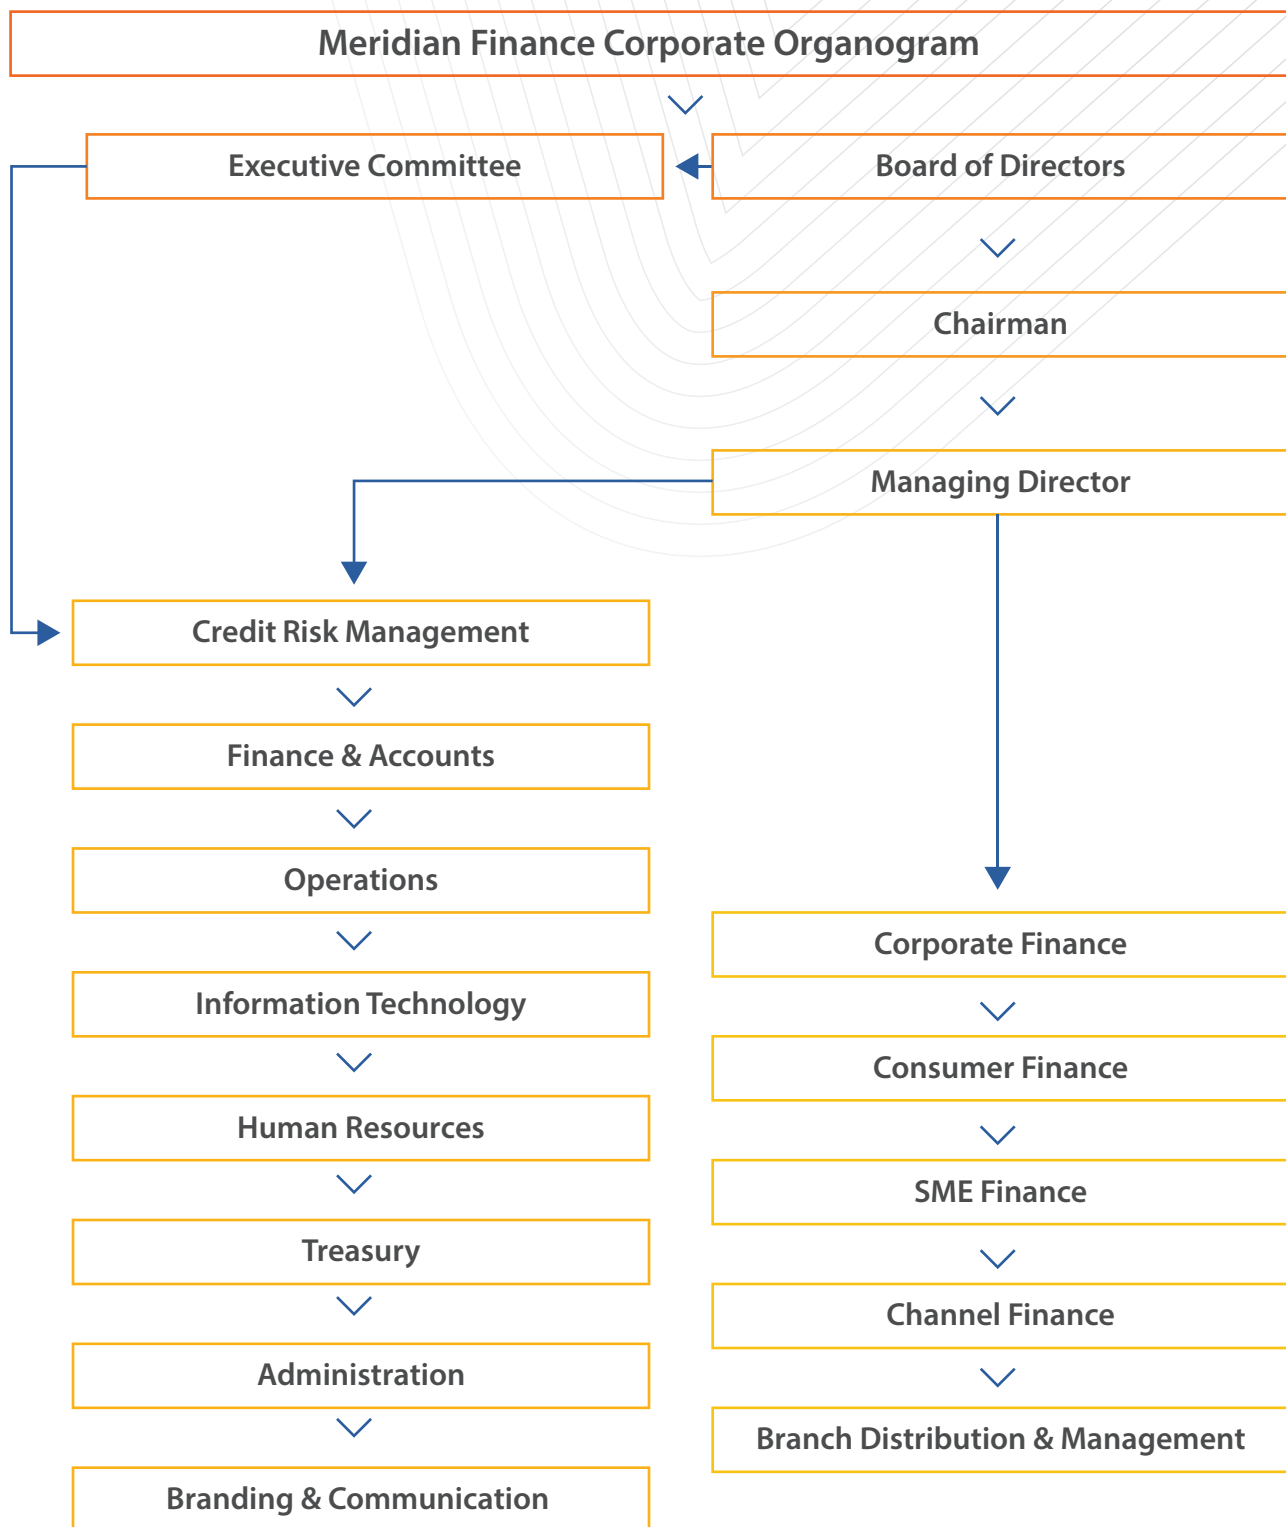 Meridian Finance Corporate Organogram
Executive Committee
Board of Directors
Chairman
Managing Director
Credit Risk Management
Finance & Accounts
Operations
Information Technology
Human Resources
Treasury
Administration
Branding & Communication
Corporate Finance
Consumer Finance
SME Finance
Channel Finance
Branch Distribution & Management